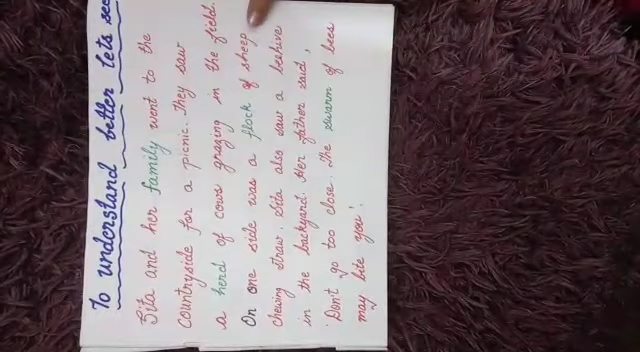 To understand better lets see
Sita and her family went to the
countryside for a picnic. They saw
a herd of cows grazing in the field.
On one side was a flock of sheep
chewing straw. Sita also saw a beehive
in the backyard. Her father said,
'Don't go too close. The swarm of bees
may bite you'.